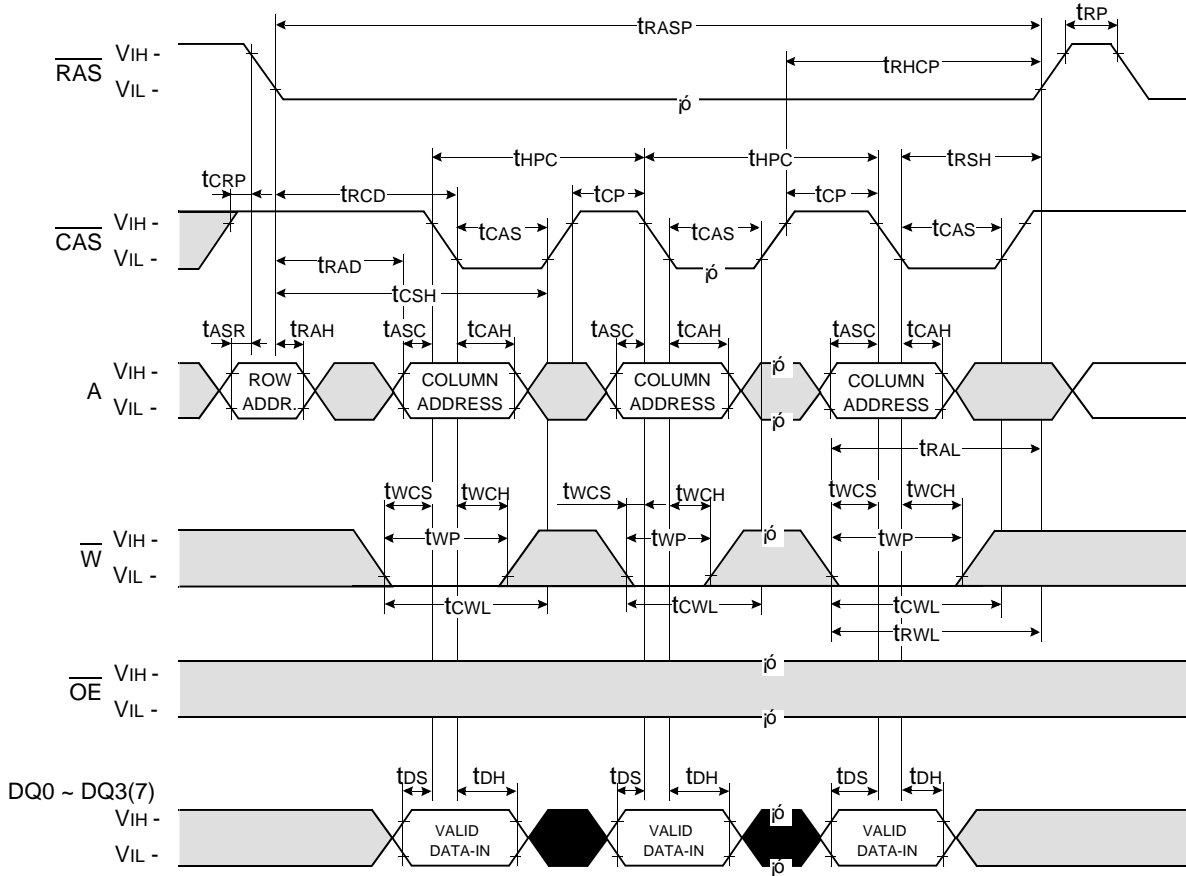 tRASP
tRP
RAS
VIH -
VIL -
tRHCP
¡ó
tHPC
tHPC
tRSH
tCRP
tRCD
tCP
tCP
CAS
VIH -
VIL -
tCAS
tCAS
tCAS
¡ó
tRAD
tCSH
tASR
tRAH
tASC
tCAH
tASC
tCAH
tASC
tCAH
A
VIH -
VIL -
ROW
ADDR.
COLUMN
ADDRESS
COLUMN
ADDRESS
¡ó
¡ó
COLUMN
ADDRESS
tRAL
tWCS
tWCH
tWCS
tWCH
tWCS
tWCH
W
VIH -
VIL -
tWP
tWP
¡ó
tWP
tCWL
tCWL
tCWL
tRWL
OE
VIH -
VIL -
¡ó
¡ó
DQ0 ~ DQ3(7)
tDS
tDH
tDS
tDH
tDS
tDH
VIH -
VIL -
VALID
DATA-IN
VALID
DATA-IN
¡ó
¡ó
VALID
DATA-IN